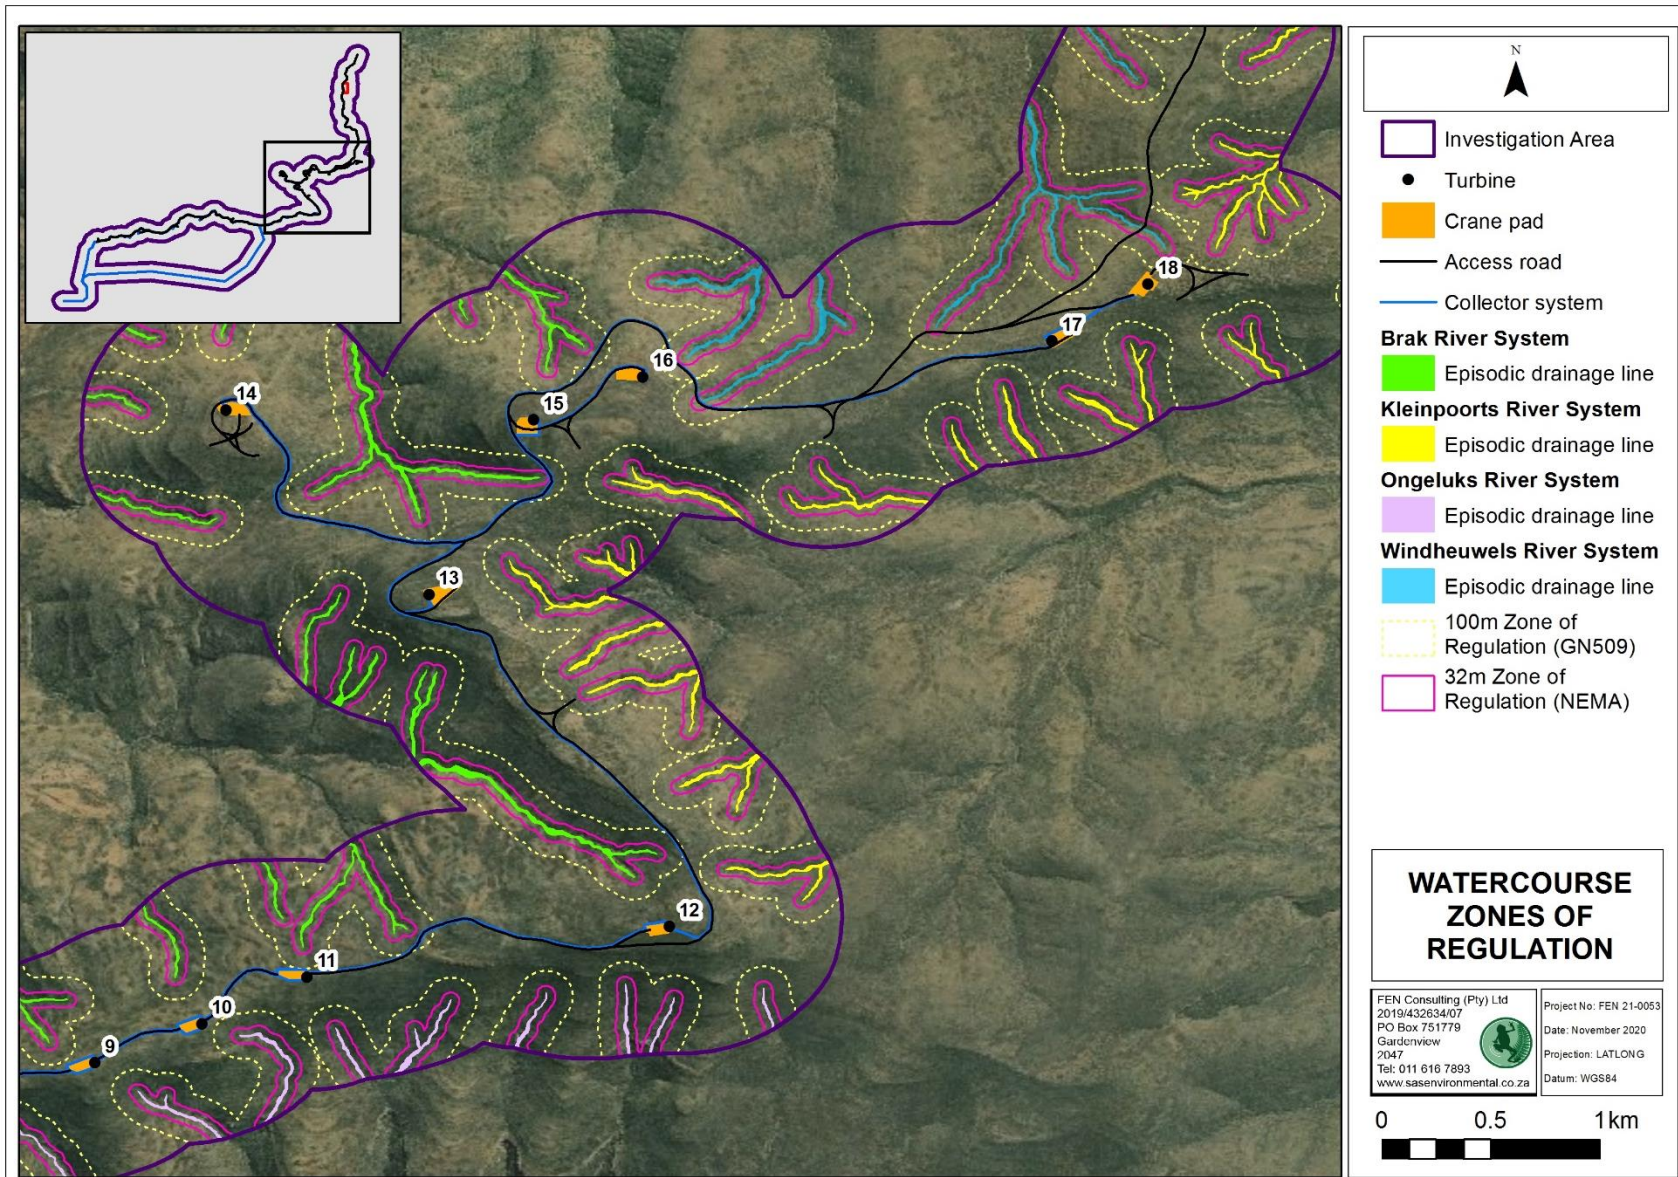 14
15
16
17
18
13
12
11
10
9
N
Investigation Area
Turbine
Crane pad
Access road
Collector system
Brak River System
Episodic drainage line
Kleinpoorts River System
Episodic drainage line
Ongeluks River System
Episodic drainage line
Windheuwels River System
Episodic drainage line
100m Zone of
Regulation (GN509)
32m Zone of
Regulation (NEMA)
WATERCOURSE
ZONES OF
REGULATION
FEN Consulting (Pty) Ltd
2019/432634/07
PO Box 751779
Gardenview
2047
Tel: 011 616 7893
www.sasenvironmental.co.za
Project No: FEN 21-0053
Date: November 2020
Projection: LATLONG
Datum: WGS84
0 0.5 1km